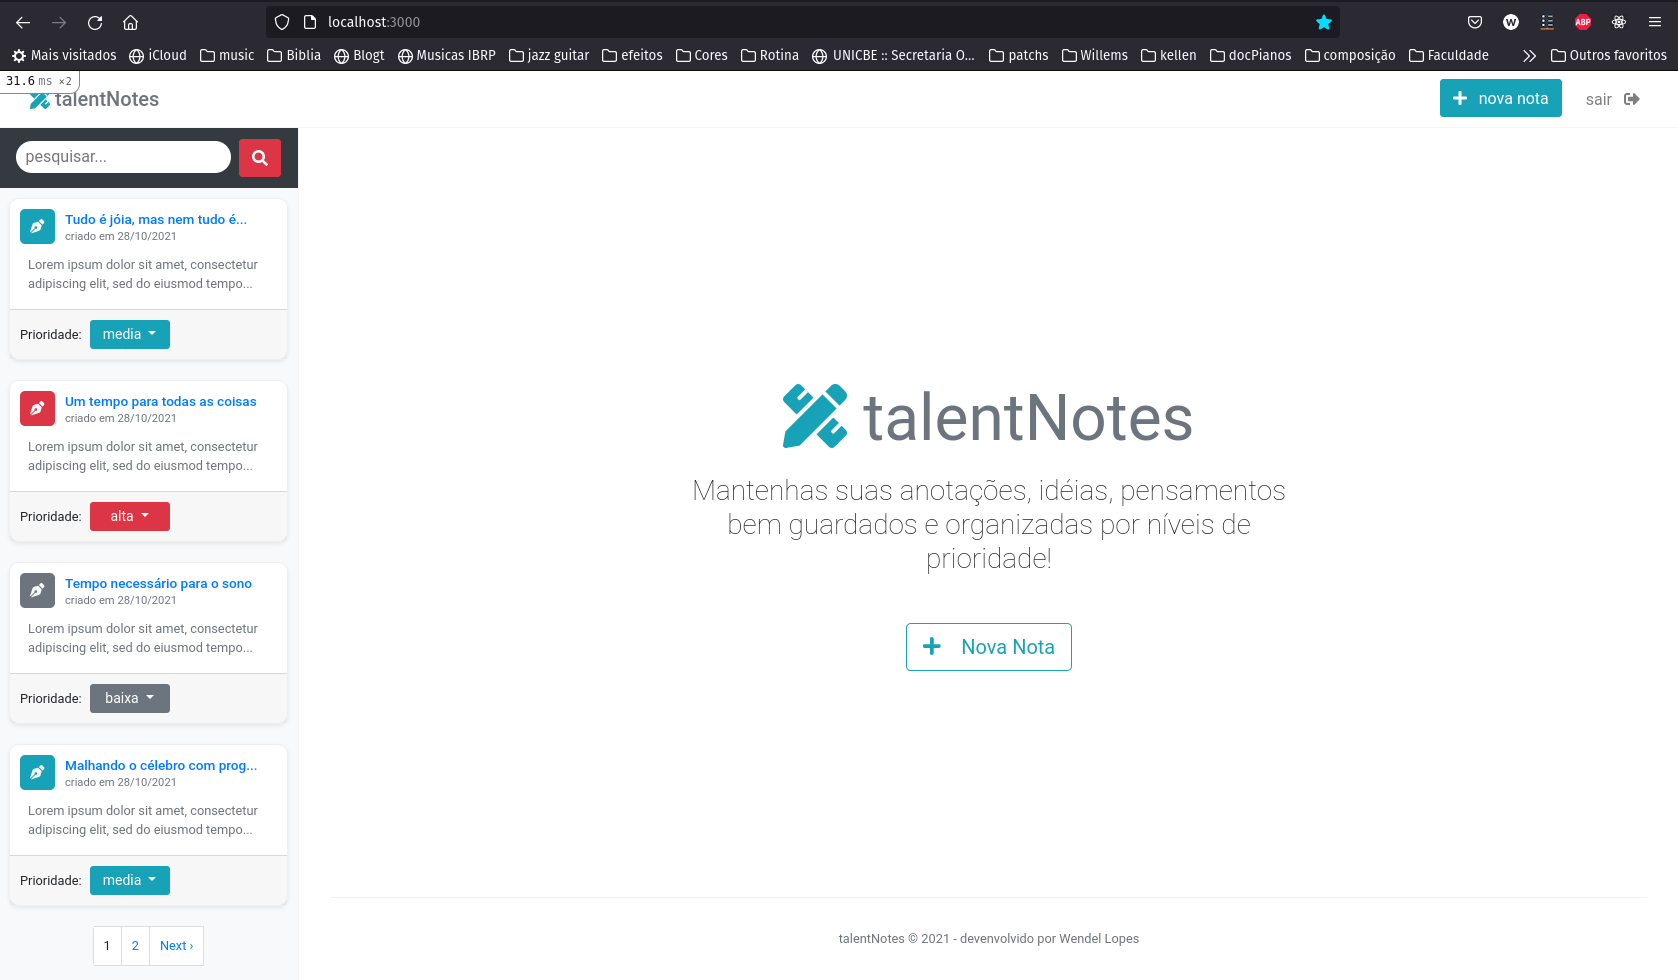 localhost:3000
Mais visitados iCloud music Biblia Blogt Musicas IBRP jazz guitar efeitos Cores Rotina UNICBE :: Secretaria O... patchs Willems kellen docPianos composição Faculdade Outros favoritos
W
ABP
31.6 ms ×2
talentNotes
nova nota
sair
pesquisar...
Tudo é jóia, mas nem tudo é...
criado em 28/10/2021
Lorem ipsum dolor sit amet, consectetur
adipiscing elit, sed do eiusmod tempo...
Prioridade: media
Um tempo para todas as coisas
criado em 28/10/2021
Lorem ipsum dolor sit amet, consectetur
adipiscing elit, sed do eiusmod tempo...
Prioridade: alta
Tempo necessário para o sono
criado em 28/10/2021
Lorem ipsum dolor sit amet, consectetur
adipiscing elit, sed do eiusmod tempo...
Prioridade: baixa
Malhando o célebro com prog...
criado em 28/10/2021
Lorem ipsum dolor sit amet, consectetur
adipiscing elit, sed do eiusmod tempo...
Prioridade: media
1 2 Next ›
talentNotes
Mantenhas suas anotações, idéias, pensamentos
bem guardados e organizadas por níveis de
prioridade!
Nova Nota
talentNotes © 2021 - devenvolvido por Wendel Lopes